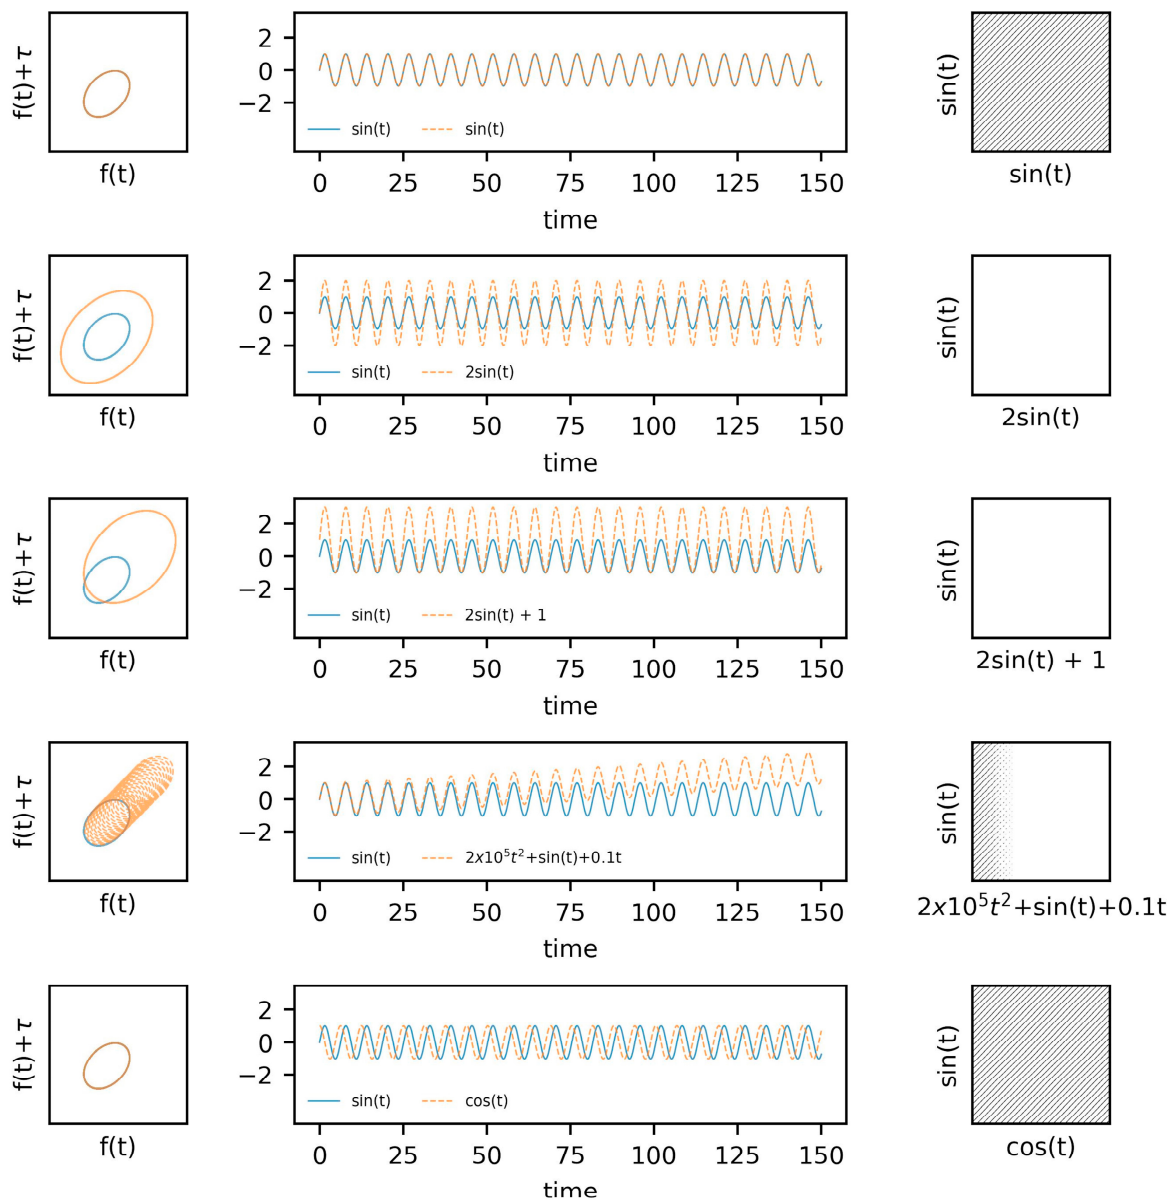 f(t)+τ
f(t)
2
0
−2
sin(t) sin(t)
0 25 50 75 100 125 150
time
sin(t)
sin(t)
f(t)+τ
f(t)
2
0
−2
sin(t) 2sin(t)
0 25 50 75 100 125 150
time
sin(t)
2sin(t)
f(t)+τ
f(t)
2
0
−2
sin(t) 2sin(t) + 1
0 25 50 75 100 125 150
time
sin(t)
2sin(t) + 1
f(t)+τ
f(t)
2
0
−2
sin(t) 2x10⁵t²+sin(t)+0.1t
0 25 50 75 100 125 150
time
sin(t)
2x10⁵t²+sin(t)+0.1t
f(t)+τ
f(t)
2
0
−2
sin(t) cos(t)
0 25 50 75 100 125 150
time
sin(t)
cos(t)